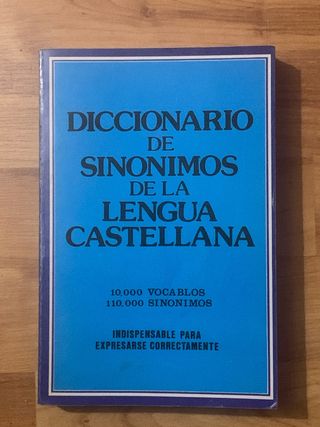 DICCIONARIO
DE
SINONIMOS
DE LA
LENGUA
CASTELLANA
10.000 VOCABLOS
110.000 SINONIMOS
INDISPENSABLE PARA
EXPRESARSE CORRECTAMENTE